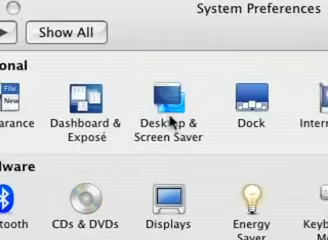 System Preferences
Show All
onal
File
New
arance
Dashboard &
Exposé
Desktop &
Screen Saver
Dock
Intern
ware
tooth
CDs & DVDs
Displays
Energy
Saver
Keyb